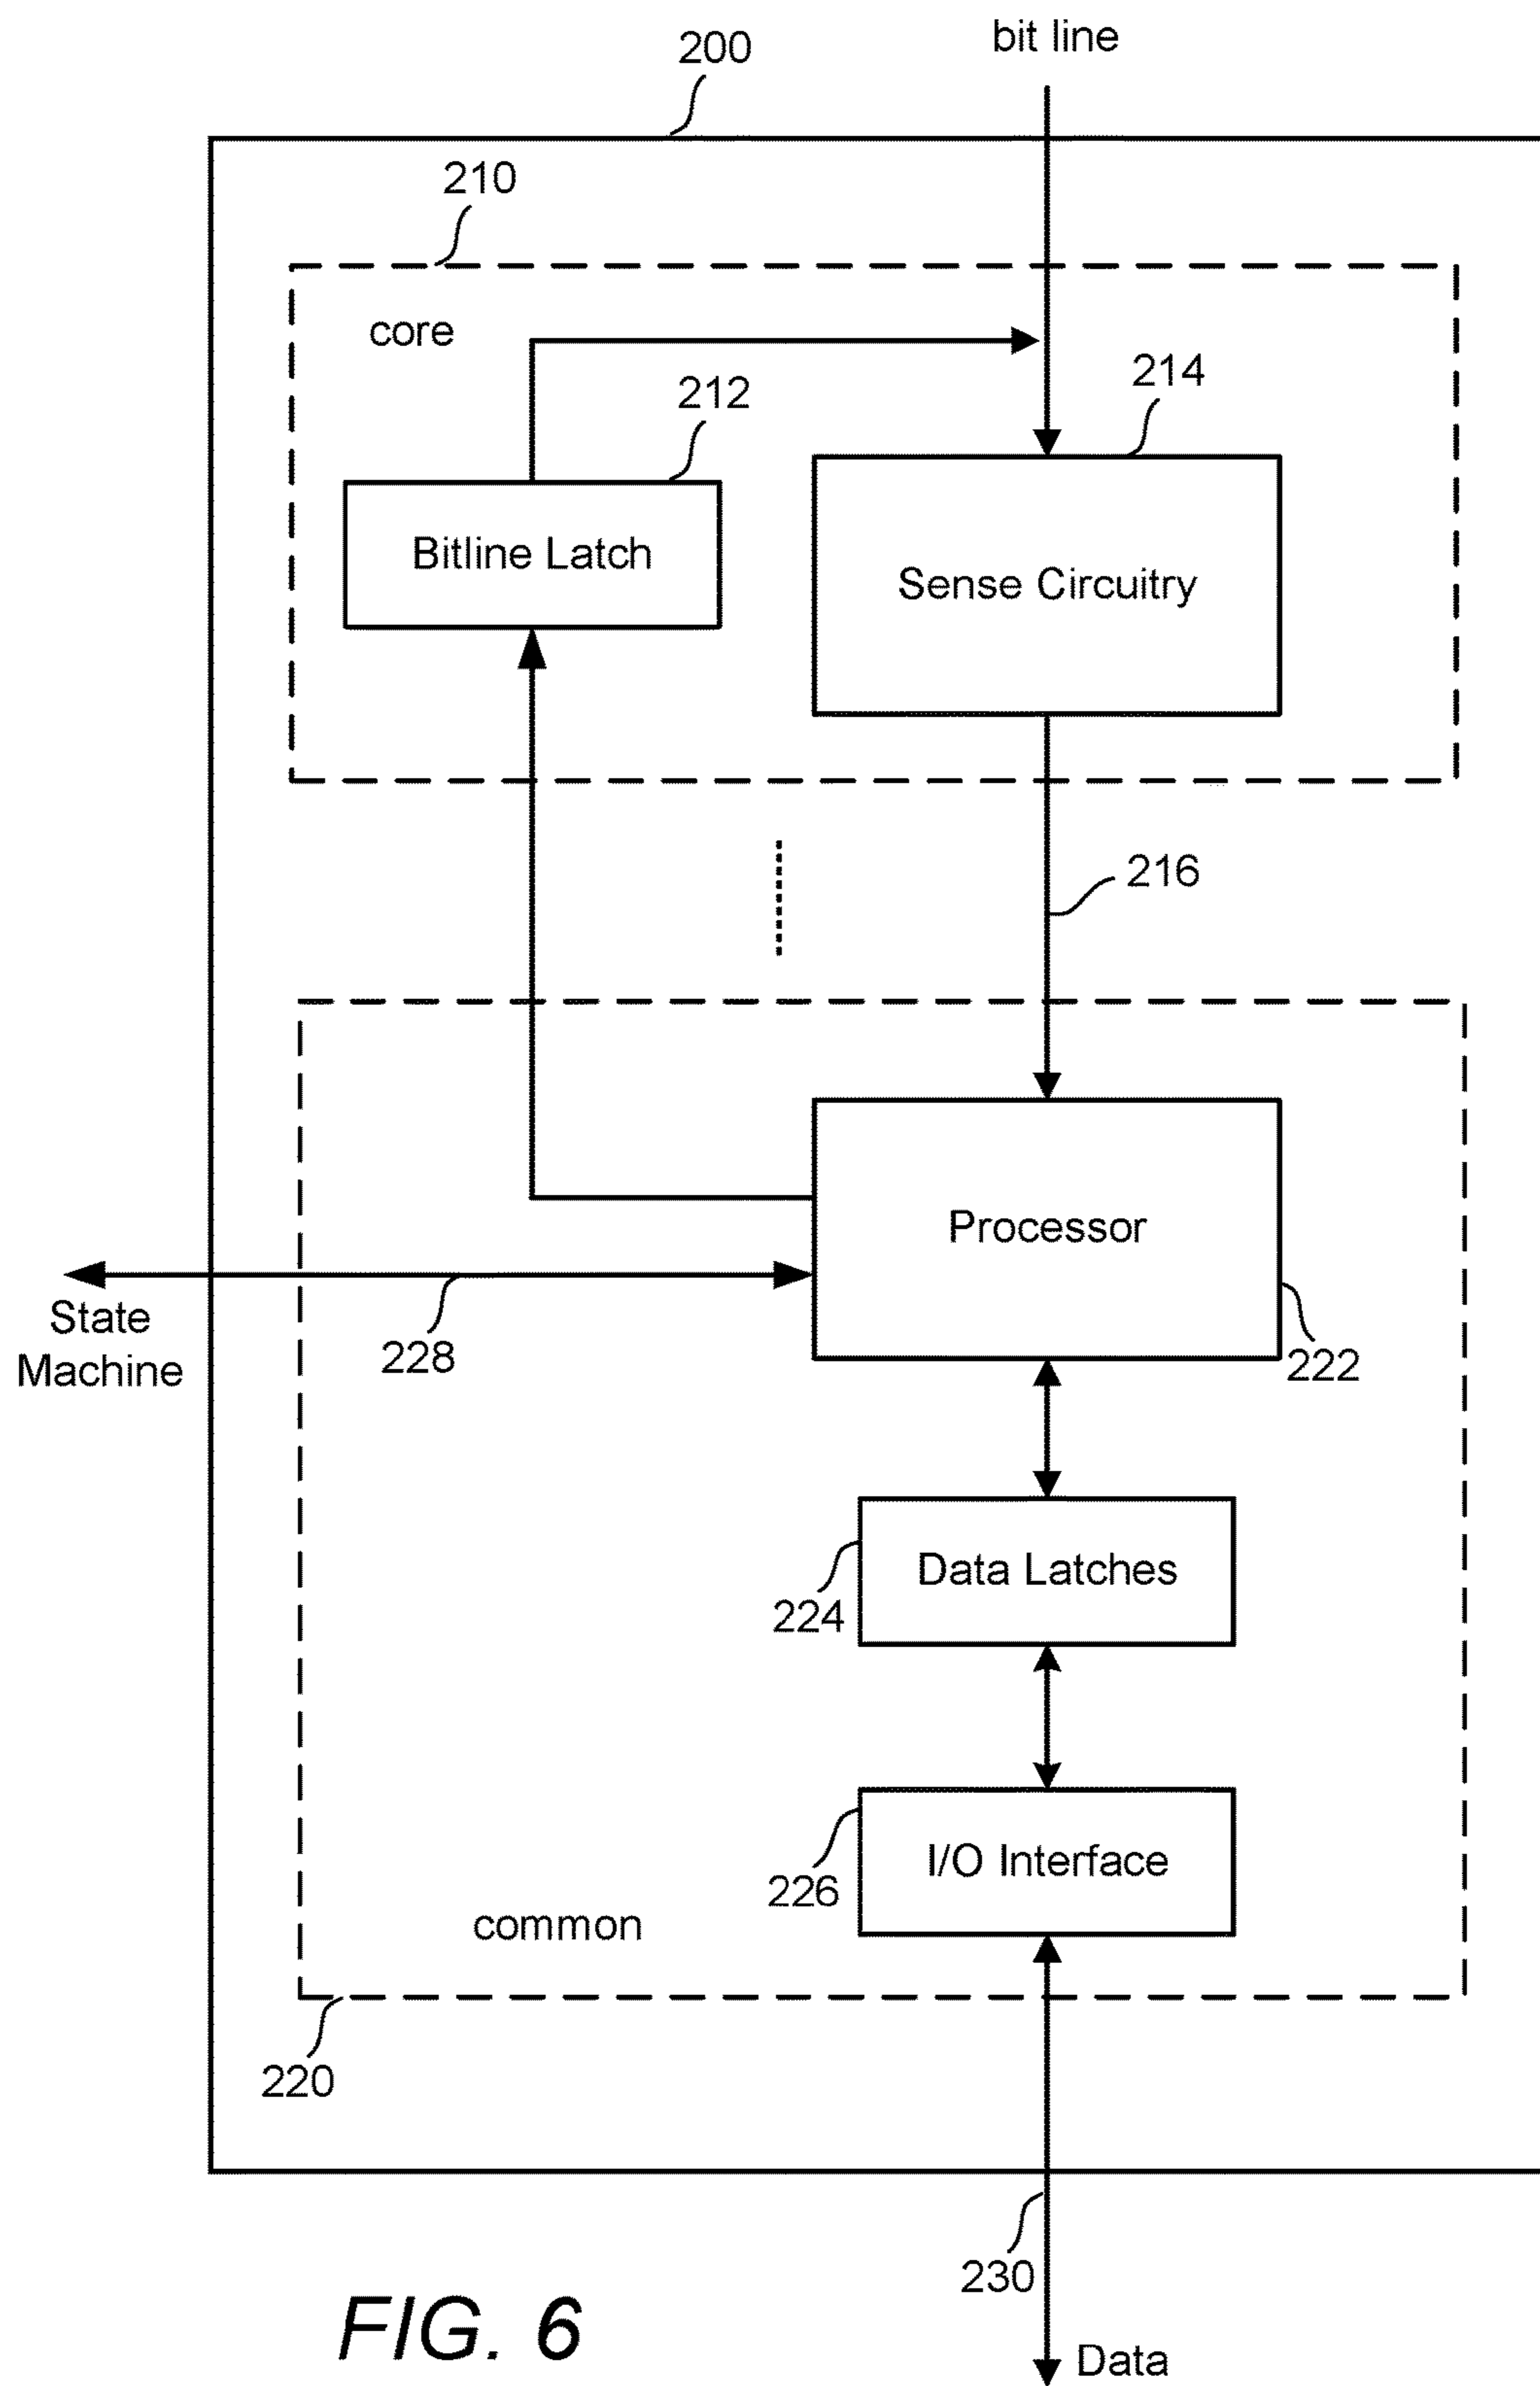 bit line
200
210
core
214
212
Bitline Latch
Sense Circuitry
216
Processor
State
Machine
228
222
Data Latches
224
I/O Interface
226
common
220
230
FIG. 6
Data